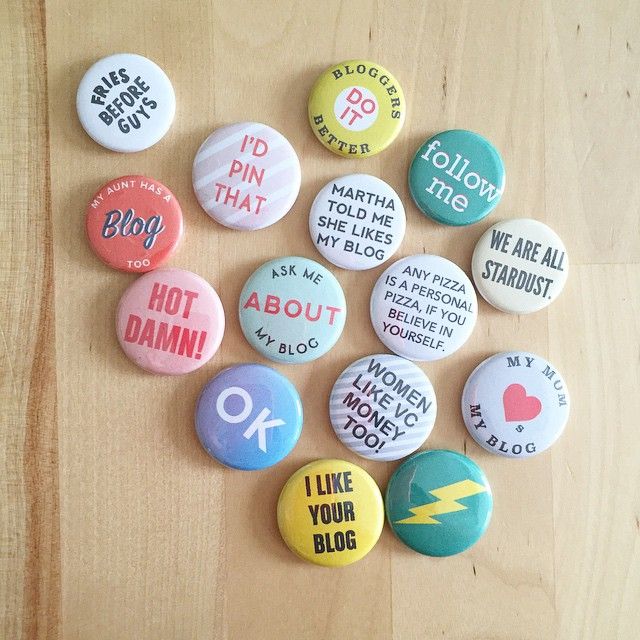 FRIES
BEFORE
GUYS
BLOGGERS
DO
IT
BETTER
I'D
PIN
THAT
follow
me
MY AUNT HAS A
Blog
TOO
MARTHA
TOLD ME
SHE LIKES
MY BLOG
WE ARE ALL
STARDUST.
HOT
DAMN!
ASK ME
ABOUT
MY BLOG
ANY PIZZA
IS A PERSONAL
PIZZA, IF YOU
BELIEVE IN
YOURSELF.
OK
WOMEN
LIKE VC
MONEY
TOO!
MY MOM
S
MY BLOG
I LIKE
YOUR
BLOG